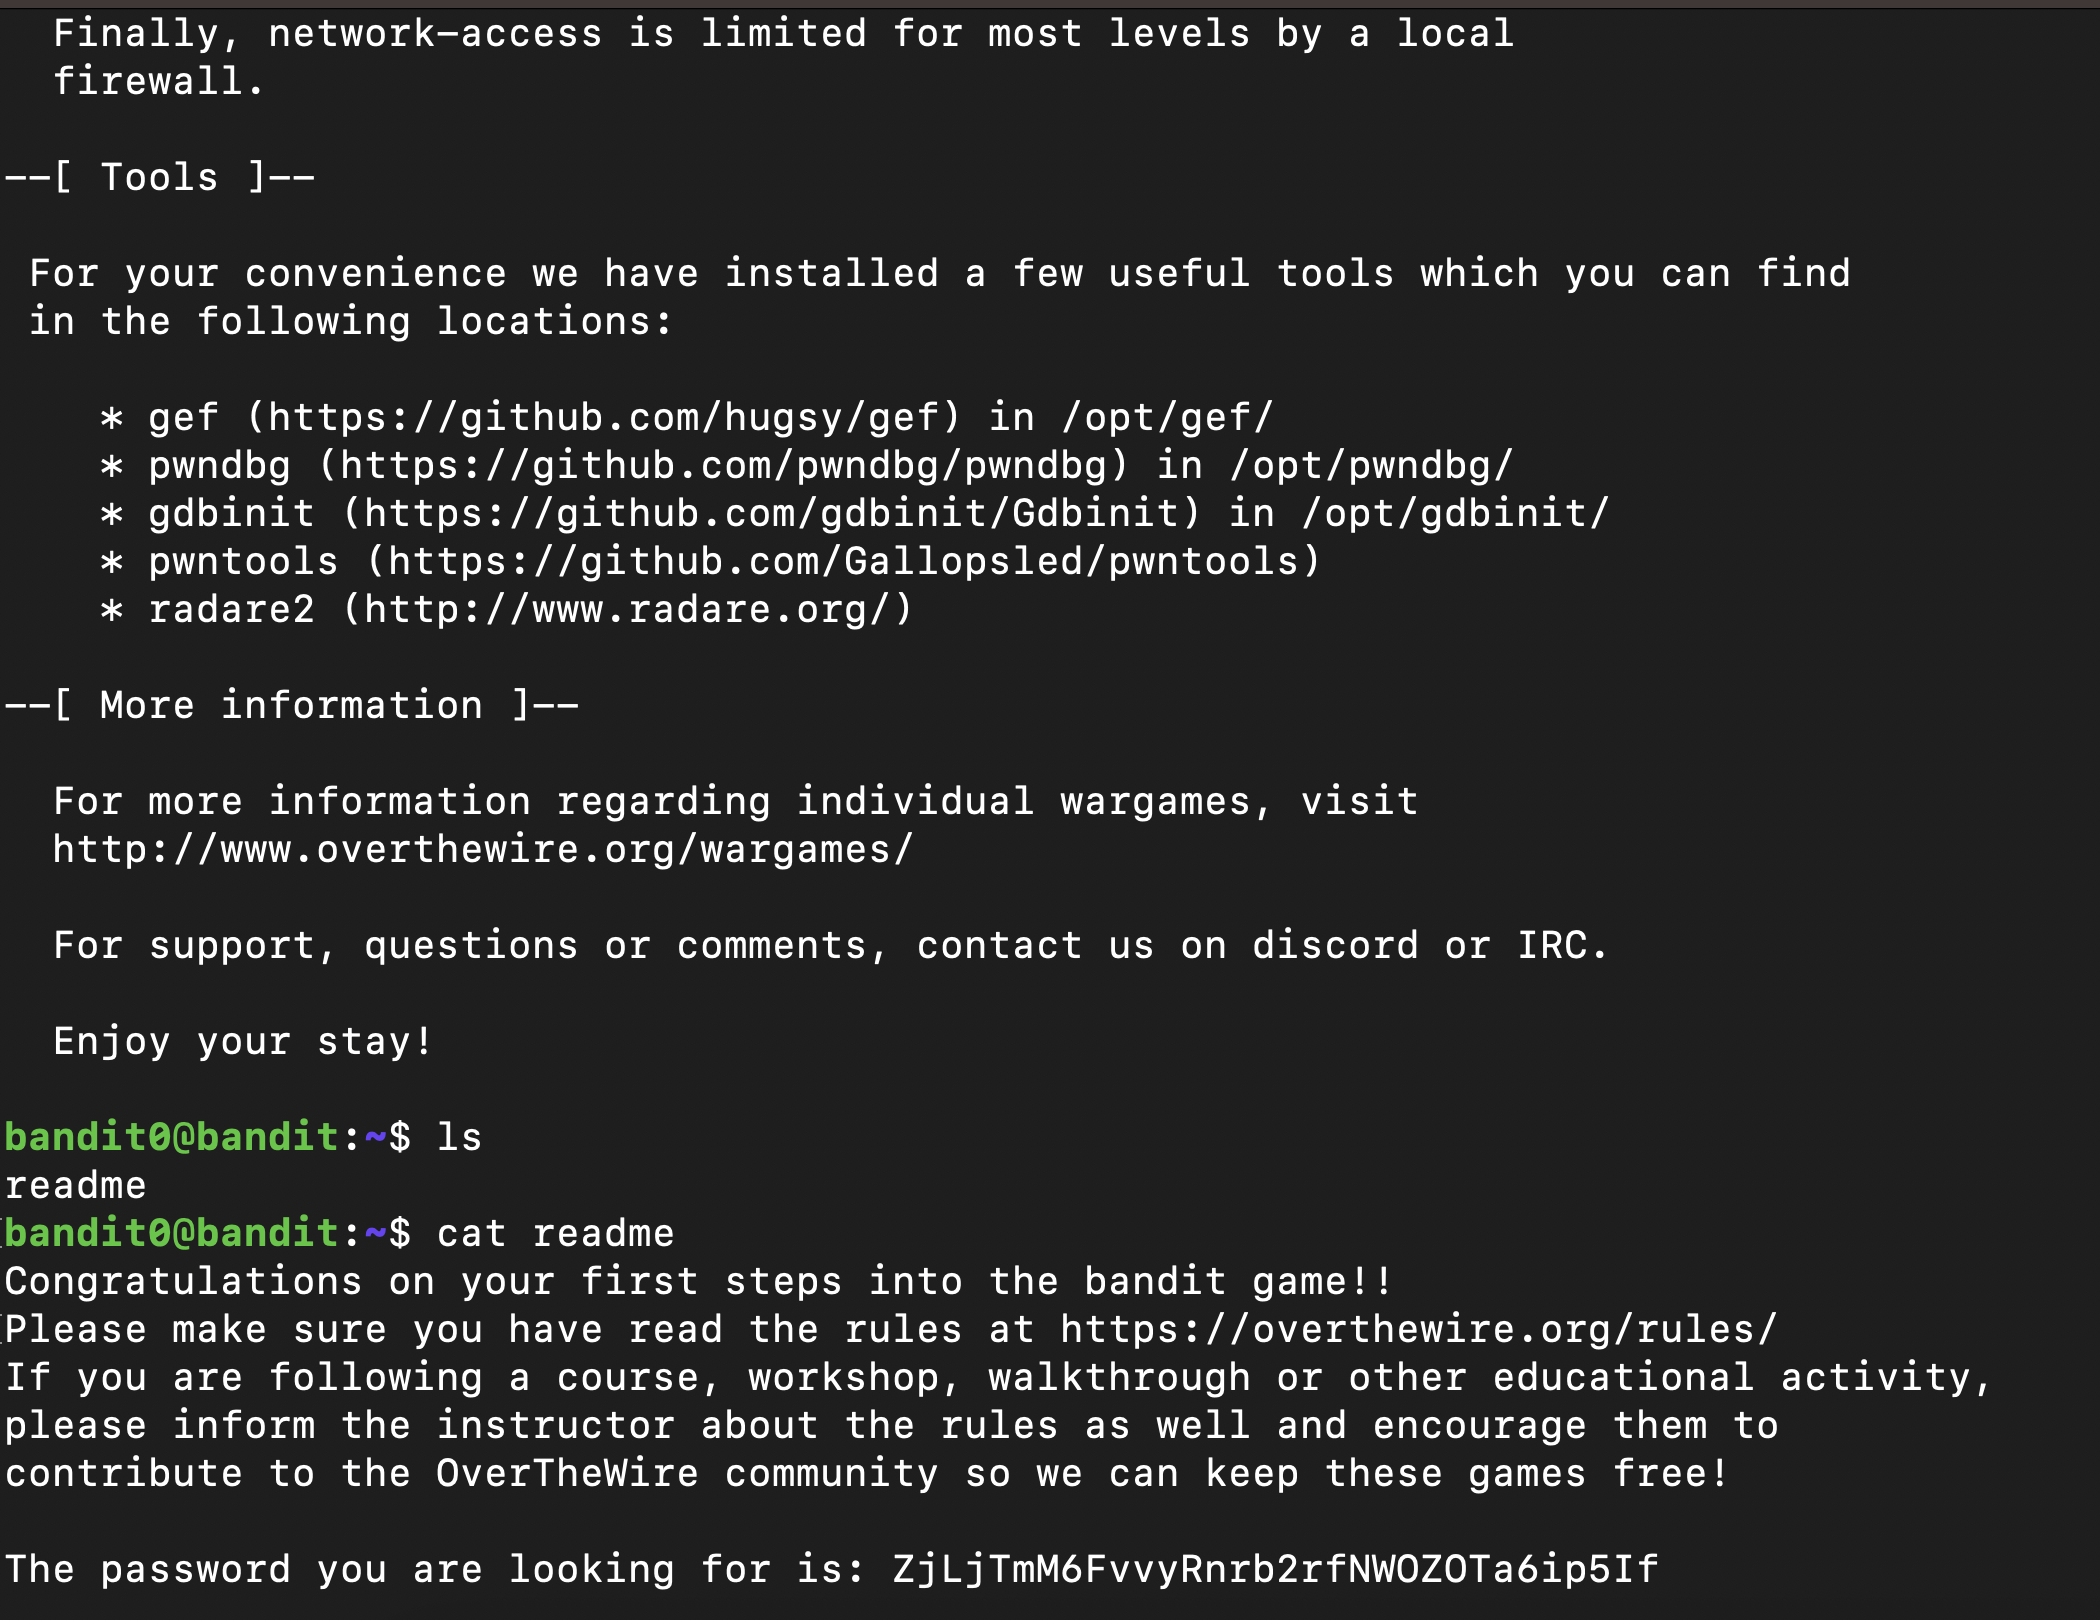 Finally, network-access is limited for most levels by a local
firewall.
--[ Tools ]--
For your convenience we have installed a few useful tools which you can find
in the following locations:
* gef (https://github.com/hugsy/gef) in /opt/gef/
* pwndbg (https://github.com/pwndbg/pwndbg) in /opt/pwndbg/
* gdbinit (https://github.com/gdbinit/Gdbinit) in /opt/gdbinit/
* pwntools (https://github.com/Gallopsled/pwntools)
* radare2 (http://www.radare.org/)
--[ More information ]--
For more information regarding individual wargames, visit
http://www.overthewire.org/wargames/
For support, questions or comments, contact us on discord or IRC.
Enjoy your stay!
bandit0@bandit:~$ ls
readme
bandit0@bandit:~$ cat readme
Congratulations on your first steps into the bandit game!!
Please make sure you have read the rules at https://overthewire.org/rules/
If you are following a course, workshop, walkthrough or other educational activity,
please inform the instructor about the rules as well and encourage them to
contribute to the OverTheWire community so we can keep these games free!
The password you are looking for is: ZjLjTmM6FvvyRnrb2rfNWOZOTa6ip5If